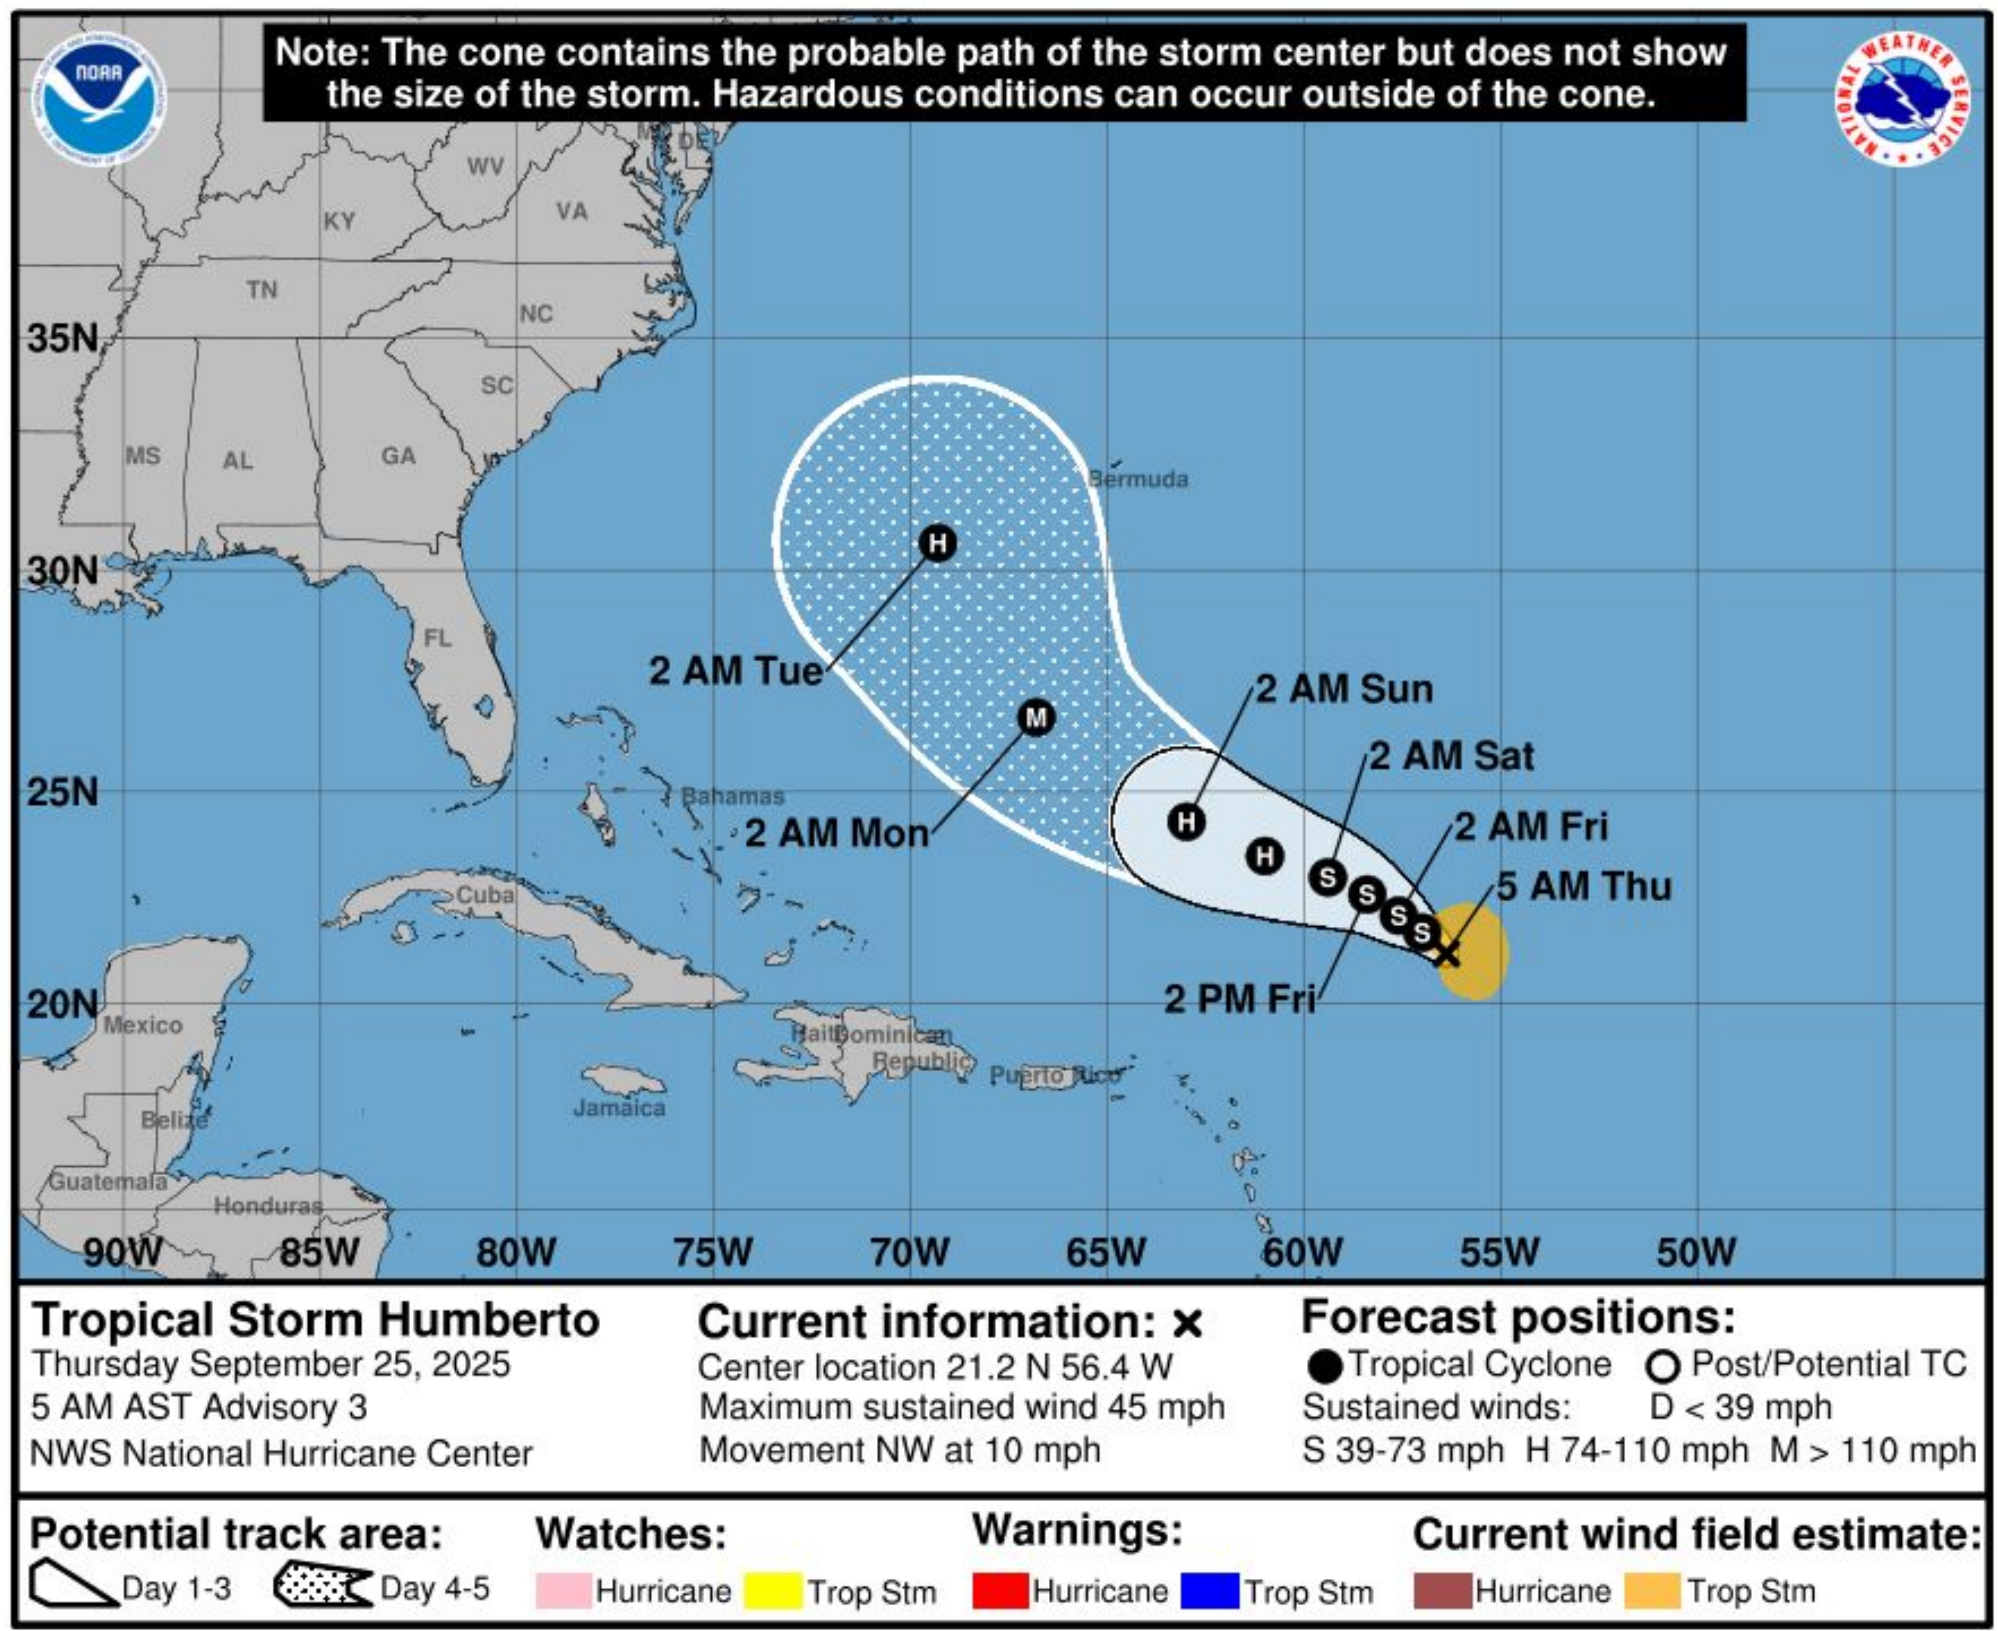 Note: The cone contains the probable path of the storm center but does not show
the size of the storm. Hazardous conditions can occur outside of the cone.
NOAA
NATIONAL WEATHER SERVICE
WV
DE
KY
VA
TN
NC
35N
SC
MS
AL
GA
Bermuda
H
30N
FL
2 AM Tue
2 AM Sun
M
2 AM Sat
25N
Bahamas
H
2 AM Mon
2 AM Fri
H
S
5 AM Thu
Cuba
S
S
S
2 PM Fri
20N
Mexico
Haiti
Dominican
Republic
Puerto Rico
Jamaica
Belize
Guatemala
Honduras
90W 85W 80W 75W 70W 65W 60W 55W 50W
Tropical Storm Humberto
Thursday September 25, 2025
5 AM AST Advisory 3
NWS National Hurricane Center
Current information: ×
Center location 21.2 N 56.4 W
Maximum sustained wind 45 mph
Movement NW at 10 mph
Forecast positions:
Tropical Cyclone Post/Potential TC
Sustained winds: D < 39 mph
S 39-73 mph H 74-110 mph M > 110 mph
Potential track area:
Day 1-3 Day 4-5
Watches:
Hurricane Trop Stm
Warnings:
Hurricane Trop Stm
Current wind field estimate:
Hurricane Trop Stm